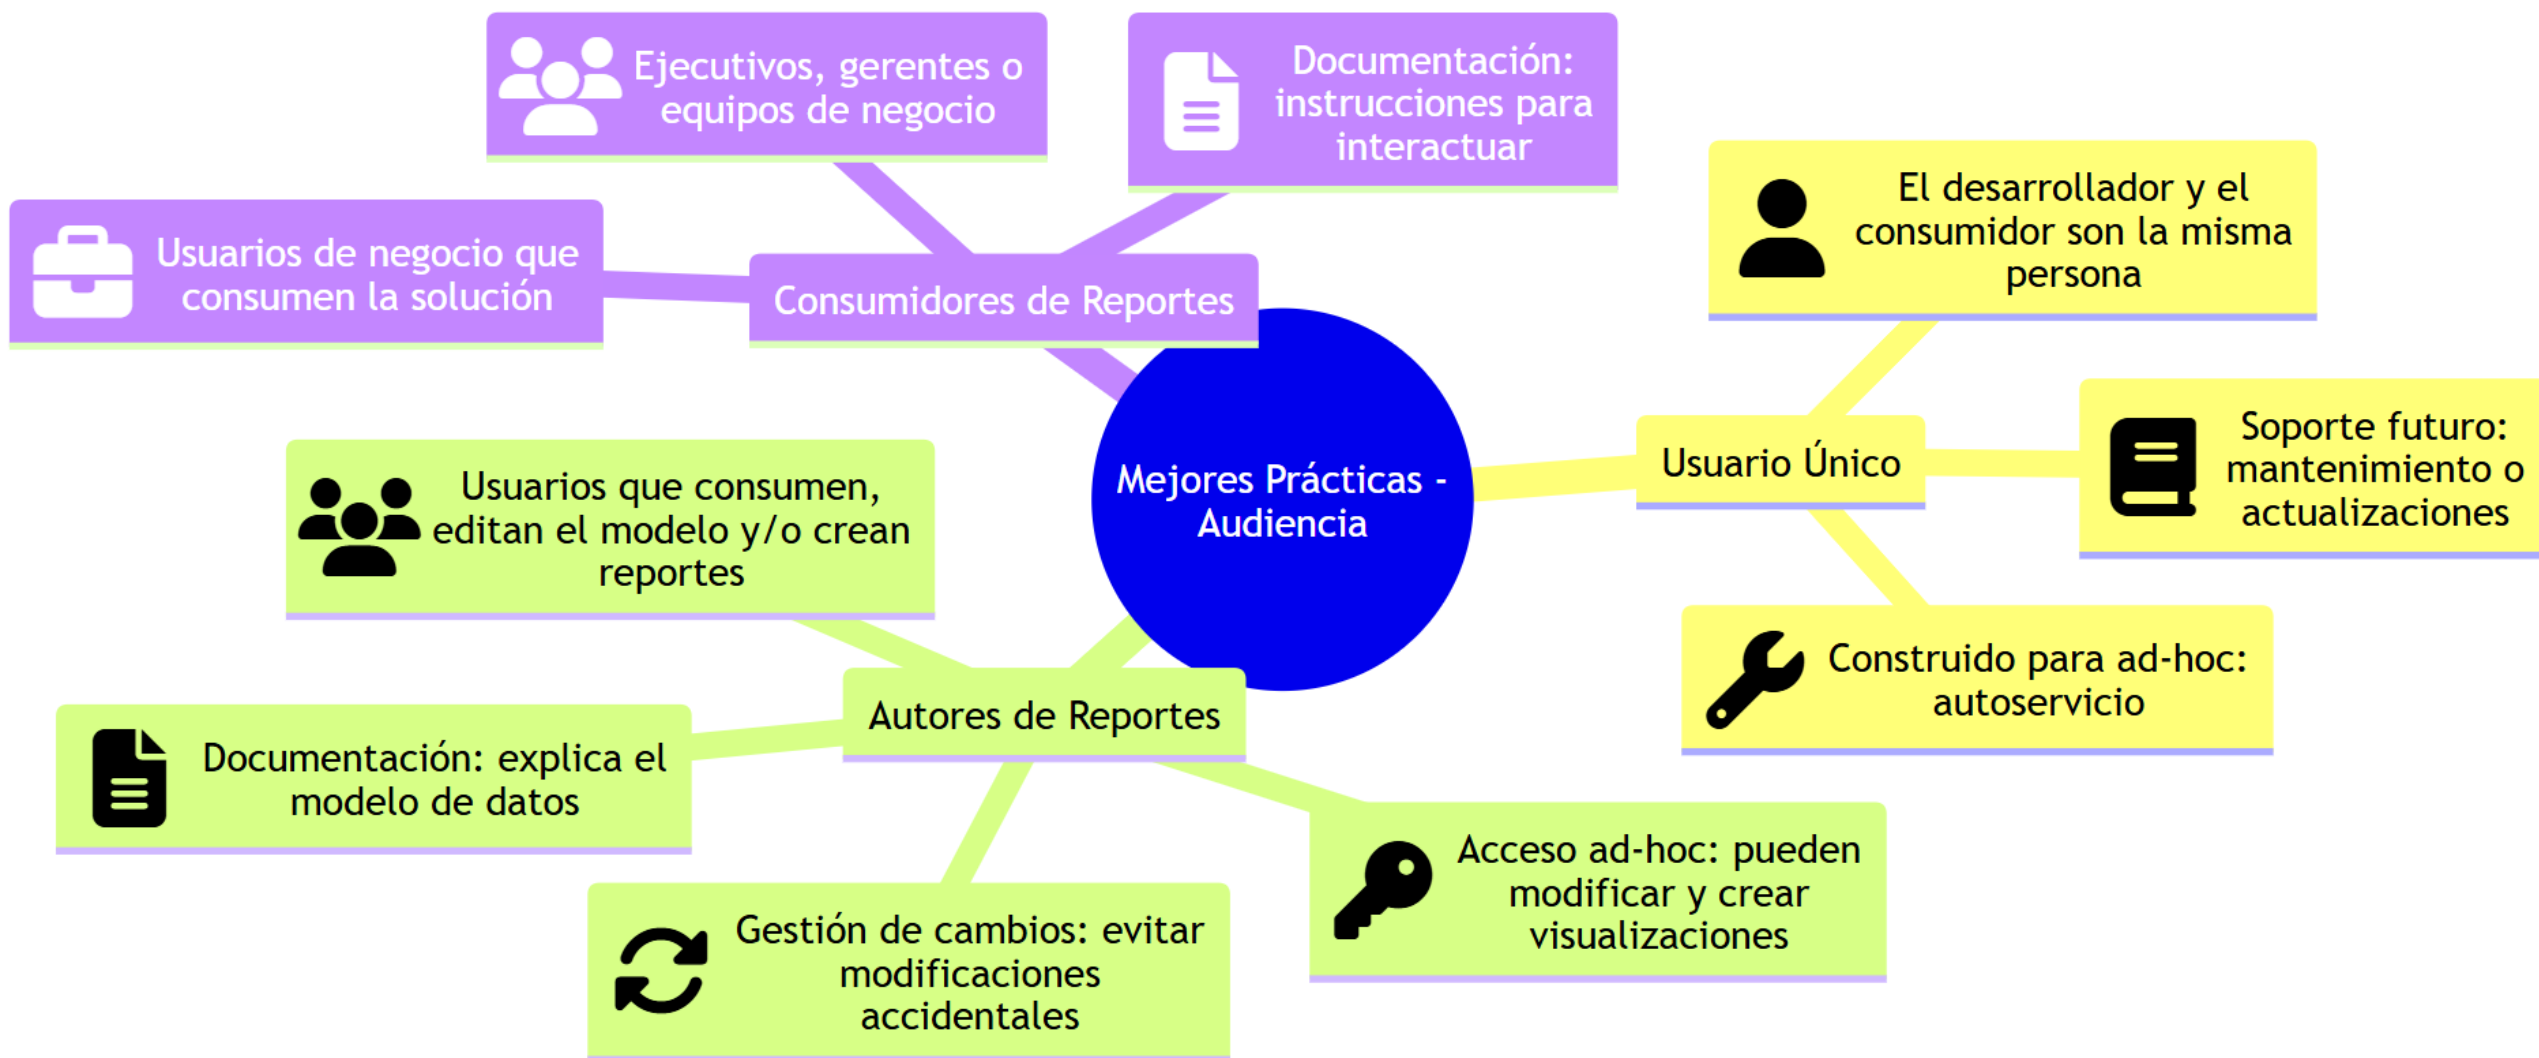 Ejecutivos, gerentes o
equipos de negocio
Documentación:
instrucciones para
interactuar
Usuarios de negocio que
consumen la solución
Consumidores de Reportes
El desarrollador y el
consumidor son la misma
persona
Usuario Único
Soporte futuro:
mantenimiento o
actualizaciones
Construido para ad-hoc:
autoservicio
Mejores Prácticas -
Audiencia
Usuarios que consumen,
editan el modelo y/o crean
reportes
Autores de Reportes
Documentación: explica el
modelo de datos
Gestión de cambios: evitar
modificaciones
accidentales
Acceso ad-hoc: pueden
modificar y crear
visualizaciones